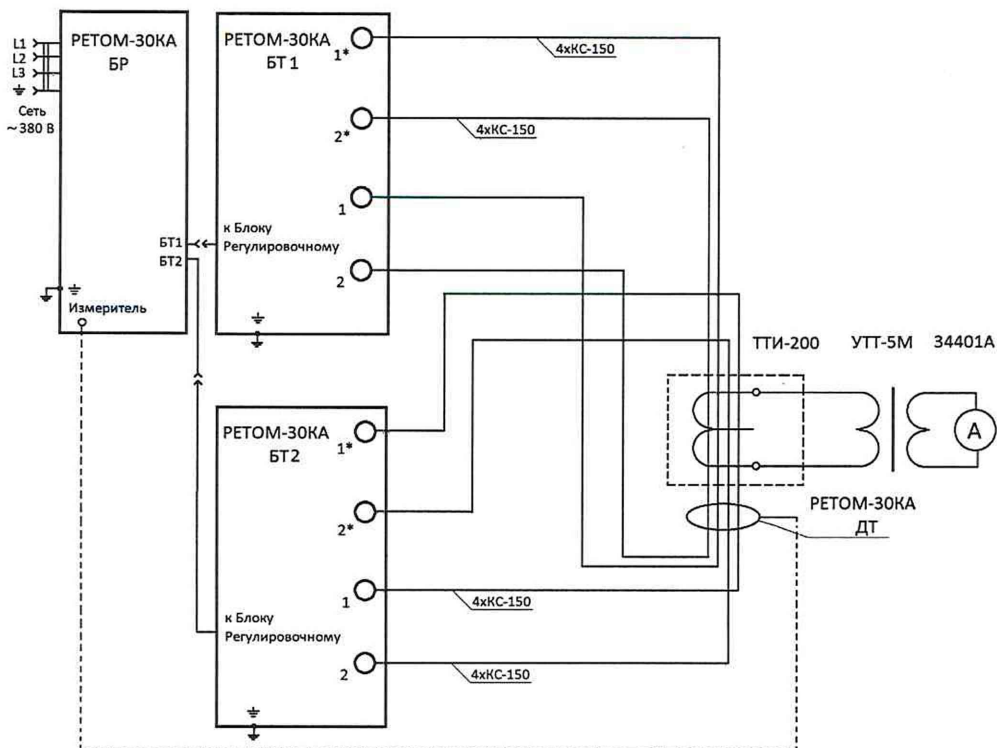 РЕТОМ-30КА
БР
L1
L2
L3
Сеть
~ 380 В
БТ1
БТ2
Измеритель
РЕТОМ-30КА
БТ 1
1*
2*
1
2
к Блоку
Регулировочному
4хКС-150
4хКС-150
РЕТОМ-30КА
БТ2
1*
2*
1
2
к Блоку
Регулировочному
4хКС-150
4хКС-150
ТТИ-200
УТТ-5М
34401А
А
РЕТОМ-30КА
ДТ